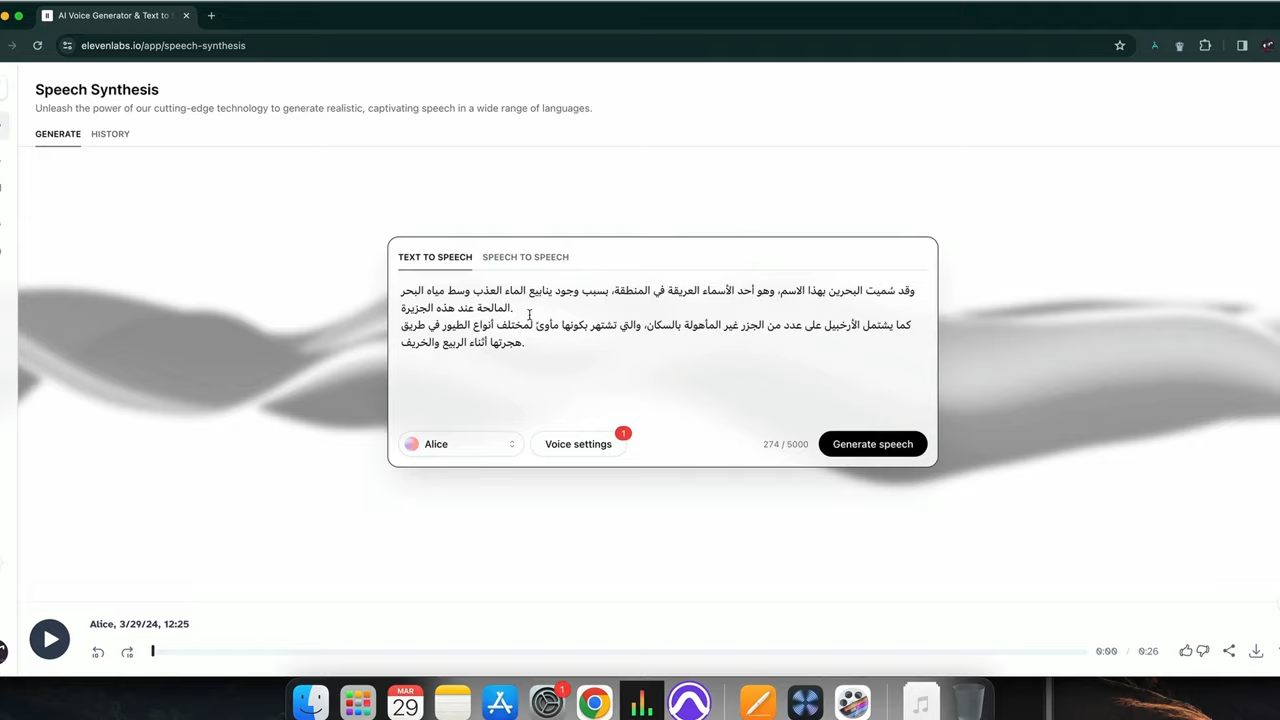 AI Voice Generator & Text to
elevenlabs.io/app/speech-synthesis
Speech Synthesis
Unleash the power of our cutting-edge technology to generate realistic, captivating speech in a wide range of languages.
GENERATE HISTORY
TEXT TO SPEECH SPEECH TO SPEECH
وقد سُميت البحرين بهذا الاسم، وهو أحد الأسماء العريقة في المنطقة، بسبب وجود ينابيع الماء العذب وسط مياه البحر
المالحة عند هذه الجزيرة.
كما يشتمل الأرخبيل على عدد من الجزر غير المأهولة بالسكان، والتي تشتهر بكونها مأوىً لمختلف أنواع الطيور في طريق
هجرتها أثناء الربيع والخريف.
Alice Voice settings 1 274 / 5000 Generate speech
Alice, 3/29/24, 12:25
10 10 0:00 / 0:26
MAR 1
29